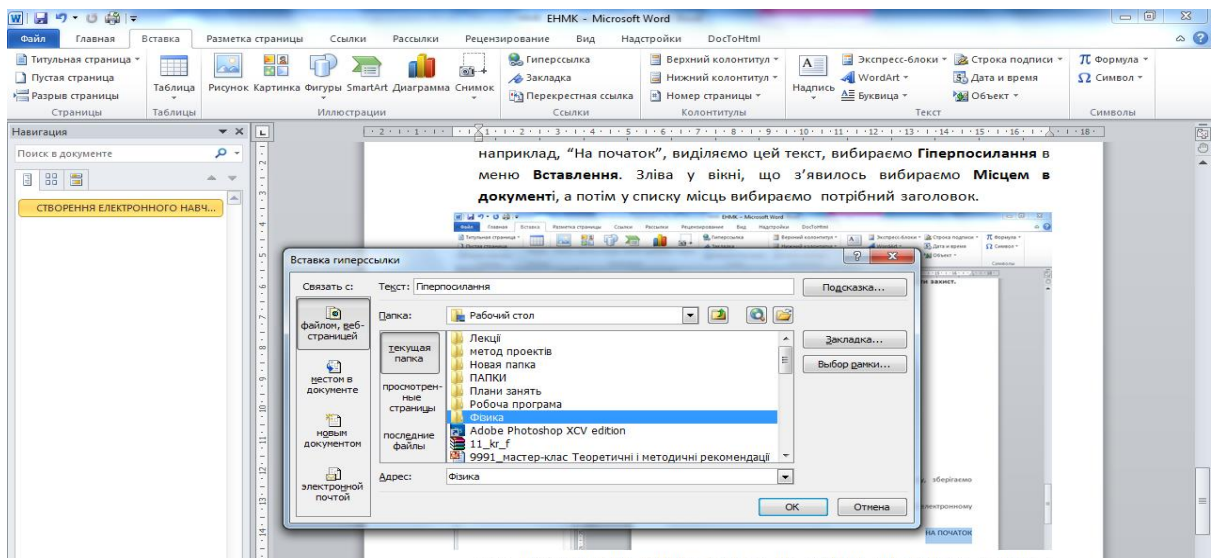 ЕНМК - Microsoft Word
Файл Главная Вставка Разметка страницы Ссылки Рассылки Рецензирование Вид Надстройки DocToHtml
Титульная страница Гиперссылка Верхний колонтитул Экспресс-блоки Строка подписи Формула
Пустая страница Закладка Нижний колонтитул WordArt Дата и время Символ
Разрыв страницы Таблица Рисунок Картинка Фигуры SmartArt Диаграмма Снимок Перекрестная ссылка Номер страницы Надпись Буквица Объект
Страницы Таблицы Иллюстрации Ссылки Колонтитулы Текст Символы
Навигация
Поиск в документе
СТВОРЕННЯ ЕЛЕКТРОННОГО НАВЧ...
наприклад, “На початок”, виділяємо цей текст, вибираємо Гіперпосилання в
меню Вставлення. Зліва у вікні, що з’явилось вибираємо Місцем в
документі, а потім у списку місць вибираємо потрібний заголовок.
ЕНМК - Microsoft Word
Вставка гиперссылки
Связать с: Текст: Гіперпосилання Подсказка...
файлом, веб-страницей
местом в документе
новым документом
электронной почтой
Папка: Рабочий стол
текущая папка
просмотренные страницы
последние файлы
Лекції
метод проектів
Новая папка
ПАПКИ
Плани занять
Робоча програма
Фізика
Adobe Photoshop XCV edition
11_kr_f
9991_мастер-клас Теоретичні і методичні рекомендації
Закладка...
Выбор рамки...
Адрес: Фізика
ОК Отмена
зберігаємо
електронному
НА ПОЧАТОК